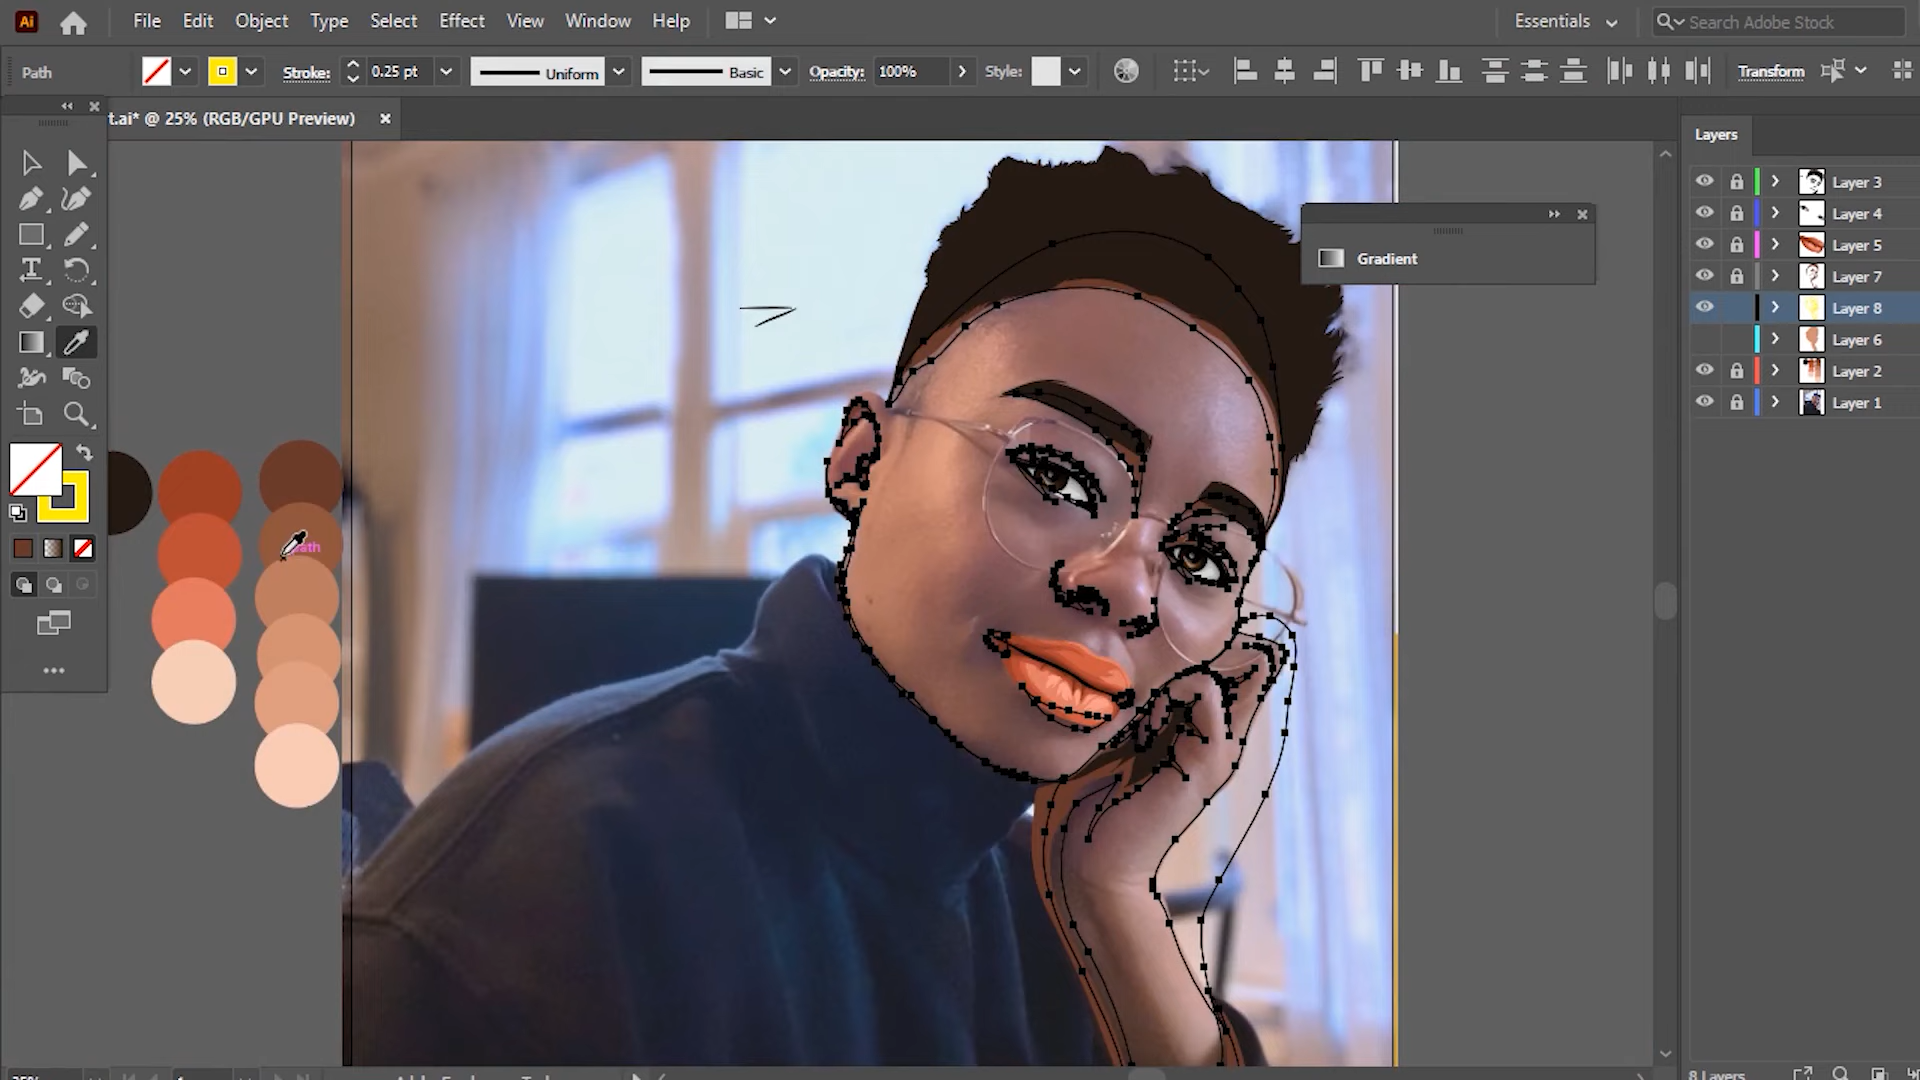 Ai File Edit Object Type Select Effect View Window Help Essentials Search Adobe Stock
Path Stroke: 0.25 pt Uniform Basic Opacity: 100% Style: Transform
t.ai* @ 25% (RGB/GPU Preview)
Layers
Layer 3
Layer 4
Layer 5
Layer 7
Layer 8
Layer 6
Layer 2
Layer 1
Gradient
8 Layers